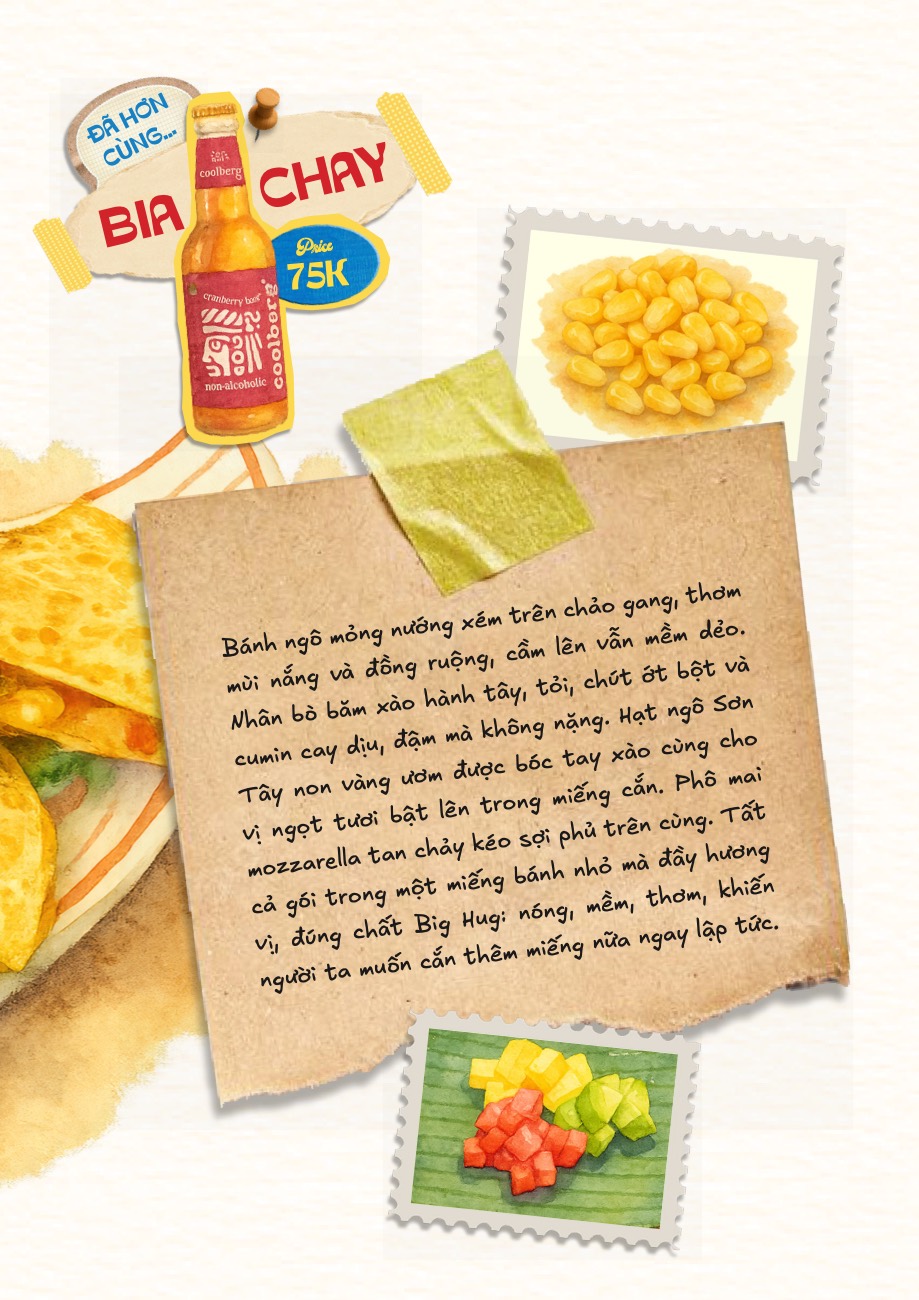 ĐÃ HƠN
CÙNG...
BIA CHAY
Price
75K
coolberg
cranberry beer
coolberg
non-alcoholic
Bánh ngô mỏng nướng xém trên chảo gang, thơm
mùi nắng và đồng ruộng, cầm lên vẫn mềm dẻo.
Nhân bò băm xào hành tây, tỏi, chút ớt bột và
cumin cay dịu, đậm mà không nặng. Hạt ngô Sơn
Tây non vàng ươm được bóc tay xào cùng cho
vị ngọt tươi bật lên trong miếng cắn. Phô mai
mozzarella tan chảy kéo sợi phủ trên cùng. Tất
cả gói trong một miếng bánh nhỏ mà đầy hương
vị, đúng chất Big Hug: nóng, mềm, thơm, khiến
người ta muốn cắn thêm miếng nữa ngay lập tức.